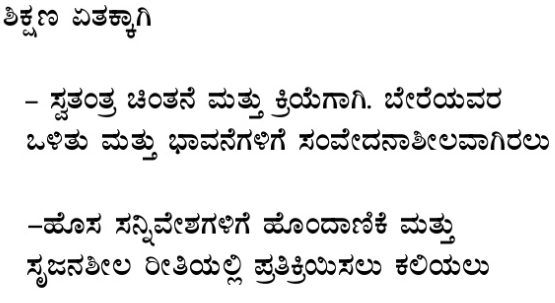 ಶಿಕ್ಷಣ ಏತಕ್ಕಾಗಿ
– ಸ್ವತಂತ್ರ ಚಿಂತನೆ ಮತ್ತು ಕ್ರಿಯೆಗಾಗಿ. ಬೇರೆಯವರ
ಒಳಿತು ಮತ್ತು ಭಾವನೆಗಳಿಗೆ ಸಂವೇದನಾಶೀಲವಾಗಿರಲು
–ಹೊಸ ಸನ್ನಿವೇಶಗಳಿಗೆ ಹೊಂದಾಣಿಕೆ ಮತ್ತು
ಸೃಜನಶೀಲ ರೀತಿಯಲ್ಲಿ ಪ್ರತಿಕ್ರಿಯಿಸಲು ಕಲಿಯಲು